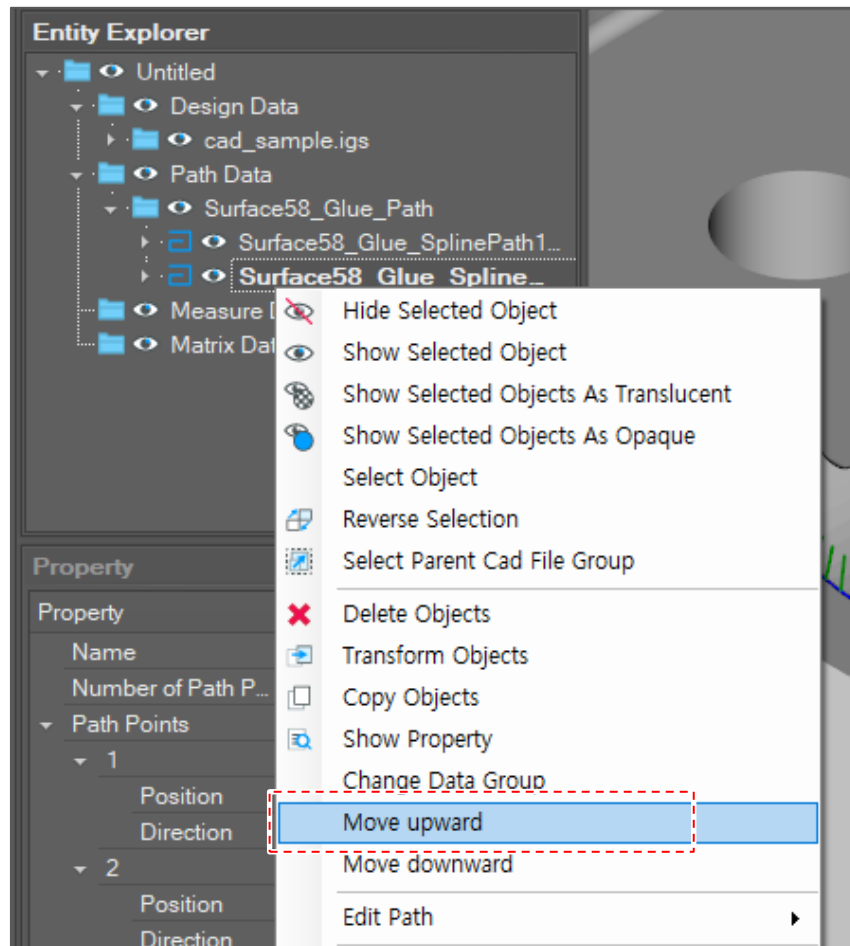 Entity Explorer
Untitled
Design Data
cad_sample.igs
Path Data
Surface58_Glue_Path
Surface58_Glue_SplinePath1...
Surface58_Glue_Spline...
Measure
Matrix Dat
Hide Selected Object
Show Selected Object
Show Selected Objects As Translucent
Show Selected Objects As Opaque
Select Object
Reverse Selection
Select Parent Cad File Group
Delete Objects
Transform Objects
Copy Objects
Show Property
Change Data Group
Move upward
Move downward
Edit Path
Property
Property
Name
Number of Path P...
Path Points
1
Position
Direction
2
Position
Direction